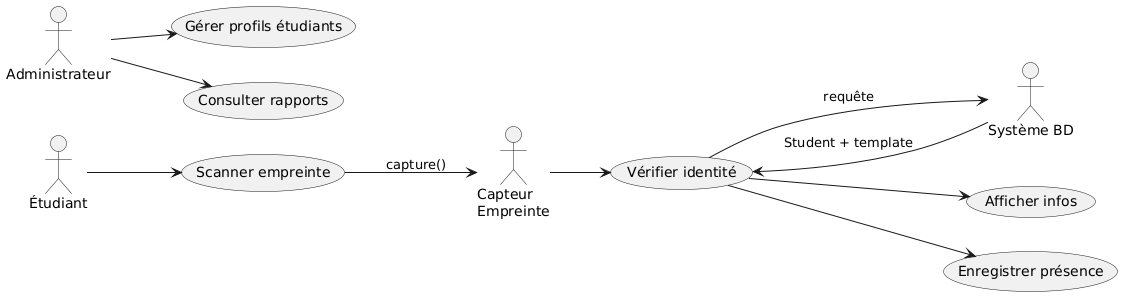 Gérer profils étudiants
Administrateur
Consulter rapports
requête
Système BD
Student + template
capture()
Scanner empreinte
Vérifier identité
Étudiant
Capteur
Empreinte
Afficher infos
Enregistrer présence